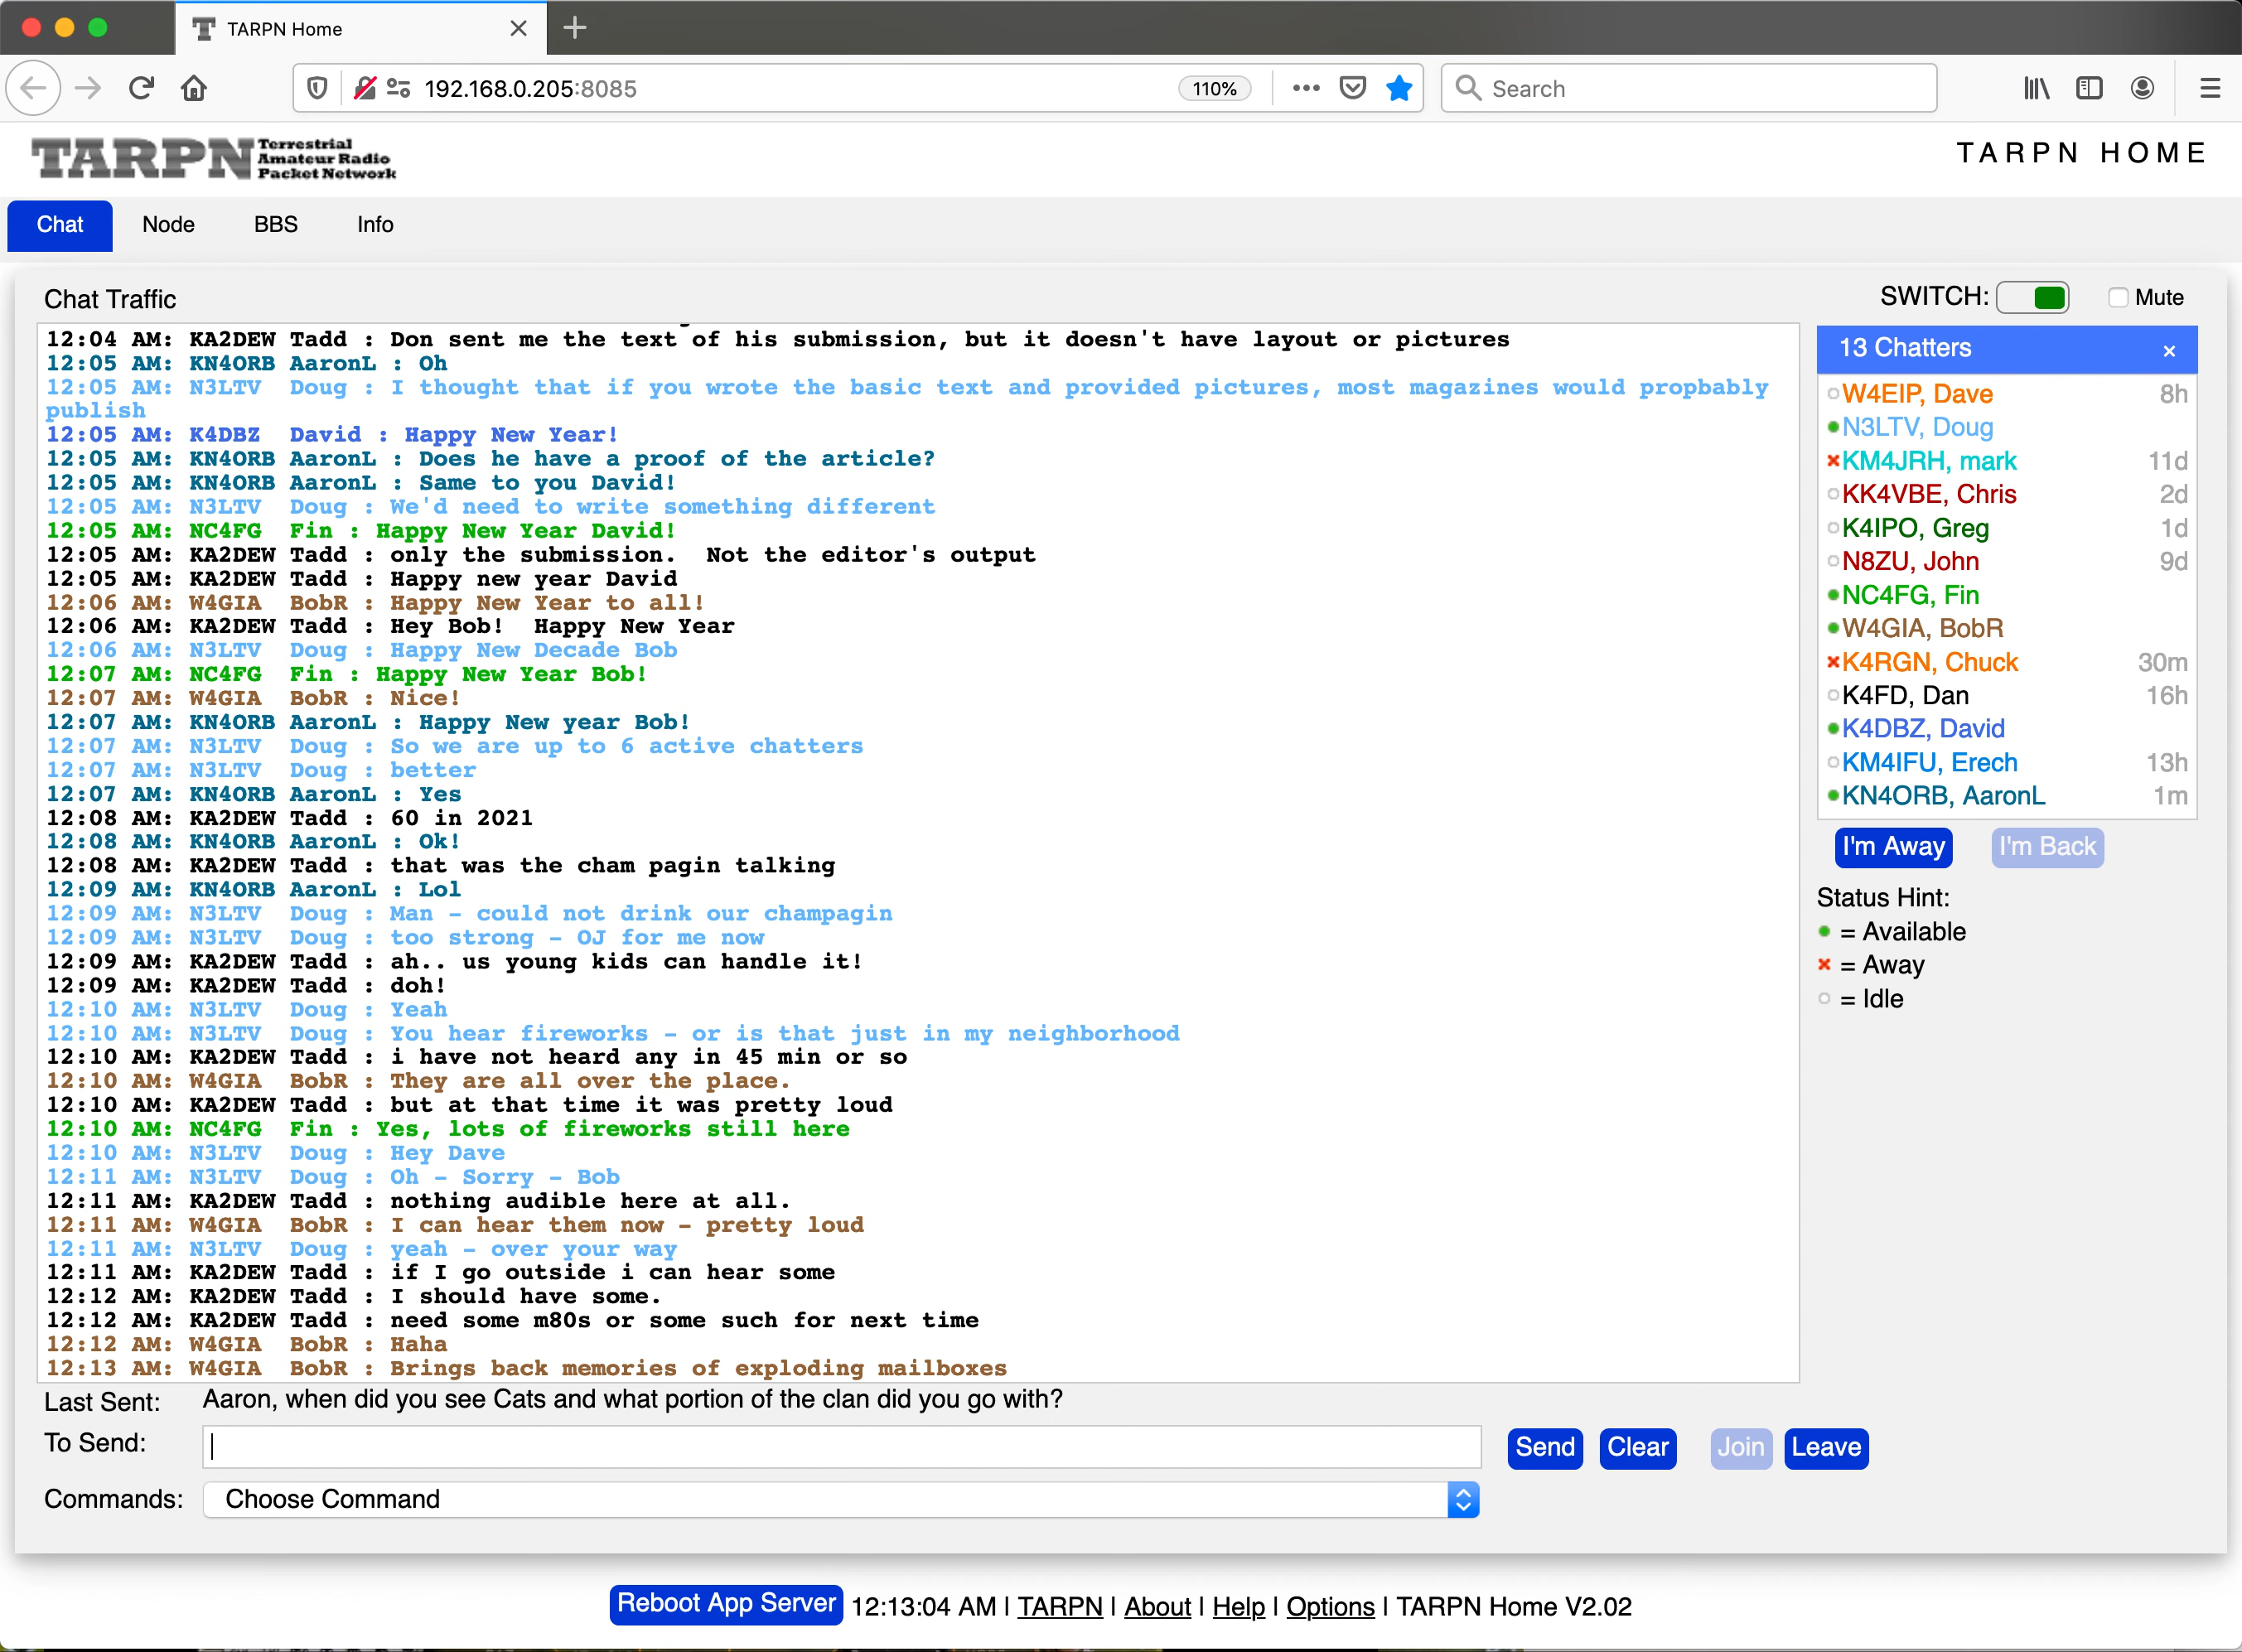 TARPN Home
192.168.0.205:8085
110%
Search
TARPN Terrestrial
Amateur Radio
Packet Network
TARPN HOME
Chat Node BBS Info
Chat Traffic
SWITCH: Mute
12:04 AM: KA2DEW Tadd : Don sent me the text of his submission, but it doesn't have layout or pictures
12:05 AM: KN4ORB AaronL : Oh
12:05 AM: N3LTV Doug : I thought that if you wrote the basic text and provided pictures, most magazines would propbably
publish
12:05 AM: K4DBZ David : Happy New Year!
12:05 AM: KN4ORB AaronL : Does he have a proof of the article?
12:05 AM: KN4ORB AaronL : Same to you David!
12:05 AM: N3LTV Doug : We'd need to write something different
12:05 AM: NC4FG Fin : Happy New Year David!
12:05 AM: KA2DEW Tadd : only the submission.  Not the editor's output
12:05 AM: KA2DEW Tadd : Happy new year David
12:06 AM: W4GIA BobR : Happy New Year to all!
12:06 AM: KA2DEW Tadd : Hey Bob!  Happy New Year
12:06 AM: N3LTV Doug : Happy New Decade Bob
12:07 AM: NC4FG Fin : Happy New Year Bob!
12:07 AM: W4GIA BobR : Nice!
12:07 AM: KN4ORB AaronL : Happy New year Bob!
12:07 AM: N3LTV Doug : So we are up to 6 active chatters
12:07 AM: N3LTV Doug : better
12:07 AM: KN4ORB AaronL : Yes
12:08 AM: KA2DEW Tadd : 60 in 2021
12:08 AM: KN4ORB AaronL : Ok!
12:08 AM: KA2DEW Tadd : that was the cham pagin talking
12:09 AM: KN4ORB AaronL : Lol
12:09 AM: N3LTV Doug : Man - could not drink our champagin
12:09 AM: N3LTV Doug : too strong - OJ for me now
12:09 AM: KA2DEW Tadd : ah.. us young kids can handle it!
12:09 AM: KA2DEW Tadd : doh!
12:10 AM: N3LTV Doug : Yeah
12:10 AM: N3LTV Doug : You hear fireworks - or is that just in my neighborhood
12:10 AM: KA2DEW Tadd : i have not heard any in 45 min or so
12:10 AM: W4GIA BobR : They are all over the place.
12:10 AM: KA2DEW Tadd : but at that time it was pretty loud
12:10 AM: NC4FG Fin : Yes, lots of fireworks still here
12:10 AM: N3LTV Doug : Hey Dave
12:11 AM: N3LTV Doug : Oh - Sorry - Bob
12:11 AM: KA2DEW Tadd : nothing audible here at all.
12:11 AM: W4GIA BobR : I can hear them now - pretty loud
12:11 AM: N3LTV Doug : yeah - over your way
12:11 AM: KA2DEW Tadd : if I go outside i can hear some
12:12 AM: KA2DEW Tadd : I should have some.
12:12 AM: KA2DEW Tadd : need some m80s or some such for next time
12:12 AM: W4GIA BobR : Haha
12:13 AM: W4GIA BobR : Brings back memories of exploding mailboxes
13 Chatters ×
W4EIP, Dave 8h
N3LTV, Doug
KM4JRH, mark 11d
KK4VBE, Chris 2d
K4IPO, Greg 1d
N8ZU, John 9d
NC4FG, Fin
W4GIA, BobR
K4RGN, Chuck 30m
K4FD, Dan 16h
K4DBZ, David
KM4IFU, Erech 13h
KN4ORB, AaronL 1m
I'm Away I'm Back
Status Hint:
= Available
= Away
= Idle
Last Sent: Aaron, when did you see Cats and what portion of the clan did you go with?
To Send:
Send Clear Join Leave
Commands: Choose Command
Reboot App Server 12:13:04 AM | TARPN | About | Help | Options | TARPN Home V2.02